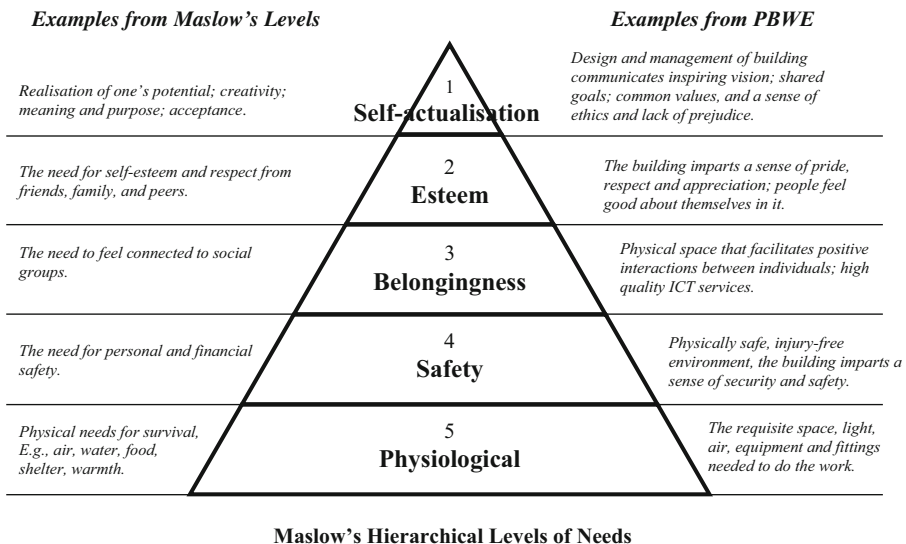 Examples from Maslow's Levels
Examples from PBWE
Realisation of one's potential; creativity;
meaning and purpose; acceptance.
1
Self-actualisation
Design and management of building
communicates inspiring vision; shared
goals; common values, and a sense of
ethics and lack of prejudice.
The need for self-esteem and respect from
friends, family, and peers.
2
Esteem
The building imparts a sense of pride,
respect and appreciation; people feel
good about themselves in it.
The need to feel connected to social
groups.
3
Belongingness
Physical space that facilitates positive
interactions between individuals; high
quality ICT services.
The need for personal and financial
safety.
4
Safety
Physically safe, injury-free
environment, the building imparts a
sense of security and safety.
Physical needs for survival,
E.g., air, water, food,
shelter, warmth.
5
Physiological
The requisite space, light,
air, equipment and fittings
needed to do the work.
Maslow's Hierarchical Levels of Needs